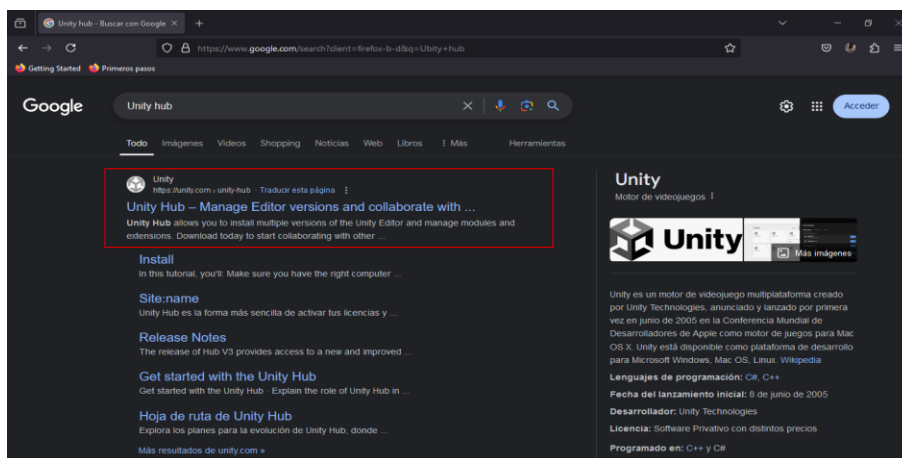 Unity hub - Buscar con Google
https://www.google.com/search?client=firefox-b-d&q=Ubity+hub
Getting Started Primeros pasos
Google
Unity hub
Acceder
Todo Imágenes Videos Shopping Noticias Web Libros Más Herramientas
Unity
https://unity.com › unity-hub · Traducir esta página
Unity Hub – Manage Editor versions and collaborate with ...
Unity Hub allows you to install multiple versions of the Unity Editor and manage modules and
extensions. Download today to start collaborating with other ...
Install
In this tutorial, you'll: Make sure you have the right computer ...
Site:name
Unity Hub es la forma más sencilla de activar tus licencias y ...
Release Notes
The release of Hub V3 provides access to a new and improved ...
Get started with the Unity Hub
Get started with the Unity Hub · Explain the role of Unity Hub in ...
Hoja de ruta de Unity Hub
Explora los planes para la evolución de Unity Hub, donde ...
Más resultados de unity.com »
Unity
Motor de videojuegos
Unity
Más imágenes
Unity es un motor de videojuego multiplataforma creado
por Unity Technologies, anunciado y lanzado por primera
vez en junio de 2005 en la Conferencia Mundial de
Desarrolladores de Apple como motor de juegos para Mac
OS X. Unity está disponible como plataforma de desarrollo
para Microsoft Windows, Mac OS, Linux. Wikipedia
Lenguajes de programación: C#, C++
Fecha del lanzamiento inicial: 8 de junio de 2005
Desarrollador: Unity Technologies
Licencia: Software Privativo con distintos precios
Programado en: C++ y C#